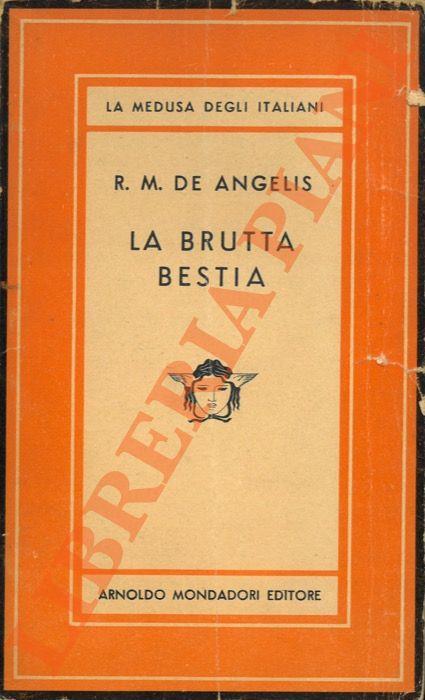 LA MEDUSA DEGLI ITALIANI
R. M. DE ANGELIS
LA BRUTTA
BESTIA
ARNOLDO MONDADORI EDITORE
LIBRERIA PIANI